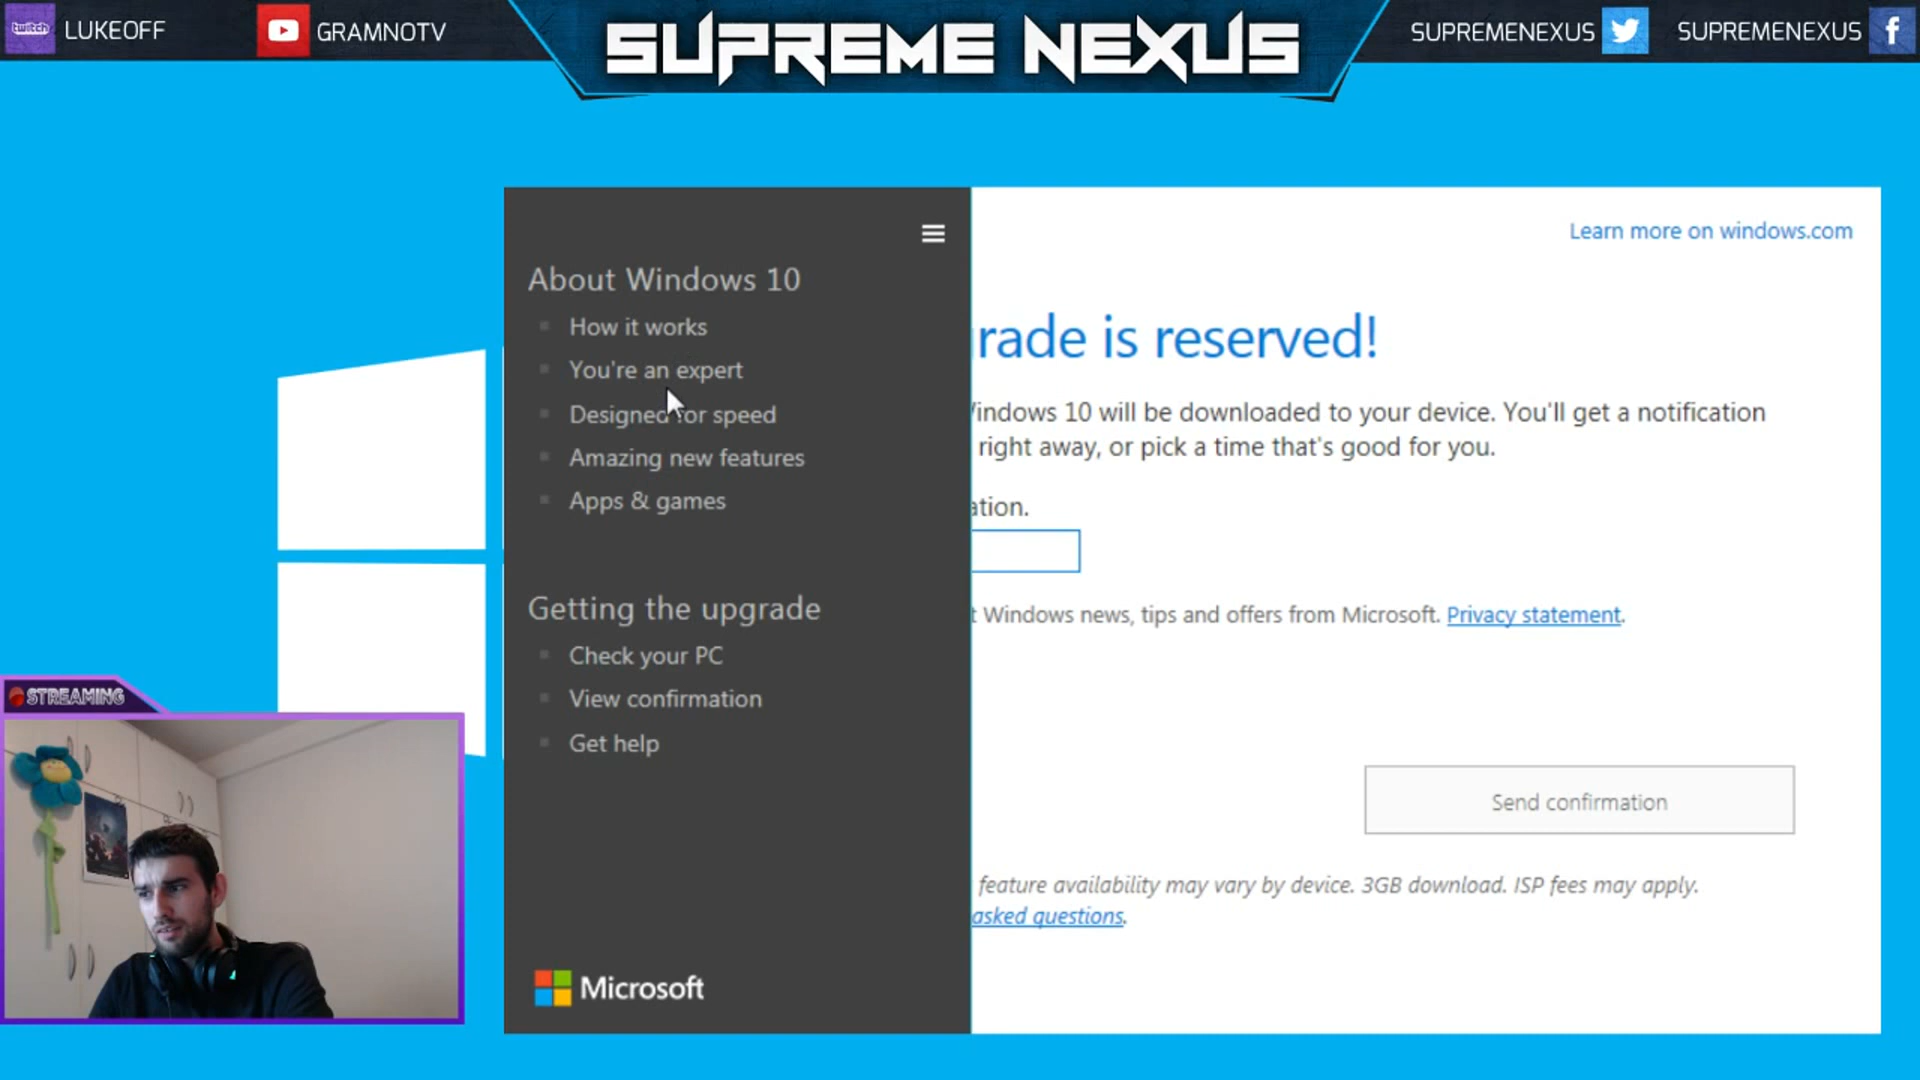 twitch LUKEOFF
GRAMNOTV
SUPREME NEXUS
SUPREMENEXUS
SUPREMENEXUS
Learn more on windows.com
About Windows 10
How it works
You're an expert
Designed for speed
Amazing new features
Apps & games
Getting the upgrade
Check your PC
View confirmation
Get help
Microsoft
rade is reserved!
indows 10 will be downloaded to your device. You'll get a notification
right away, or pick a time that's good for you.
ation.
t Windows news, tips and offers from Microsoft. Privacy statement.
Send confirmation
feature availability may vary by device. 3GB download. ISP fees may apply.
asked questions.
STREAMING